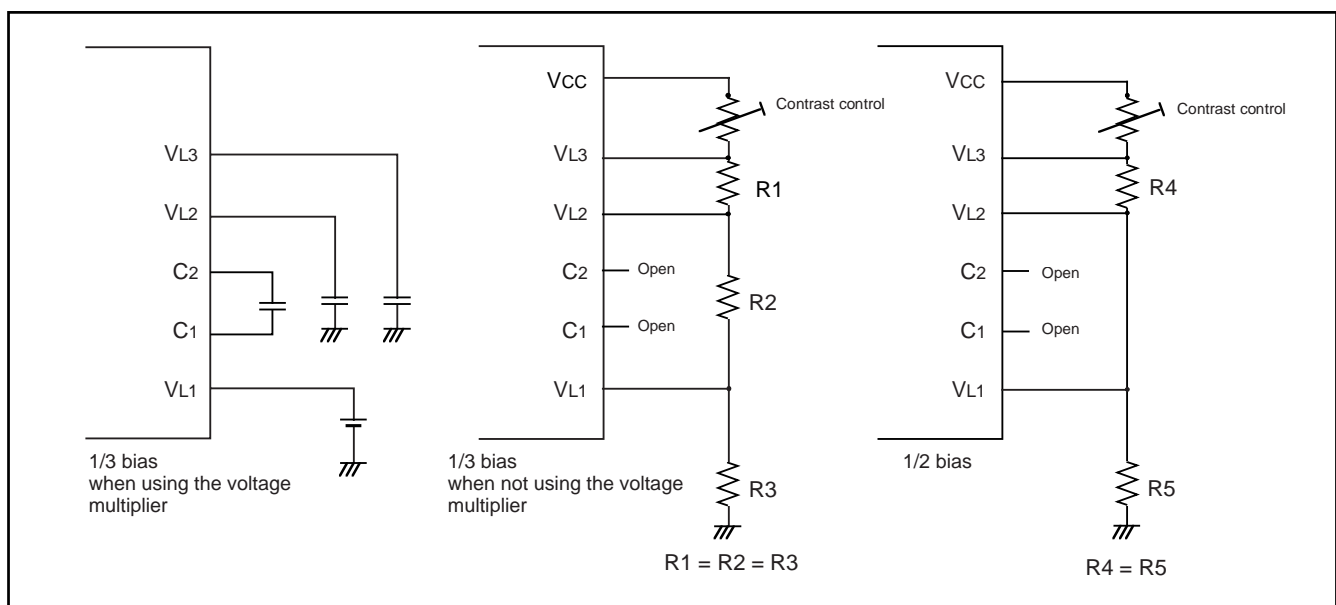 VL3
VL2
C2
C1
VL1
1/3 bias
when using the voltage
multiplier
VCC
Contrast control
VL3
R1
VL2
C2
Open
R2
C1
Open
VL1
R3
1/3 bias
when not using the voltage
multiplier
R1 = R2 = R3
VCC
Contrast control
VL3
R4
VL2
C2
Open
C1
Open
VL1
1/2 bias
R5
R4 = R5